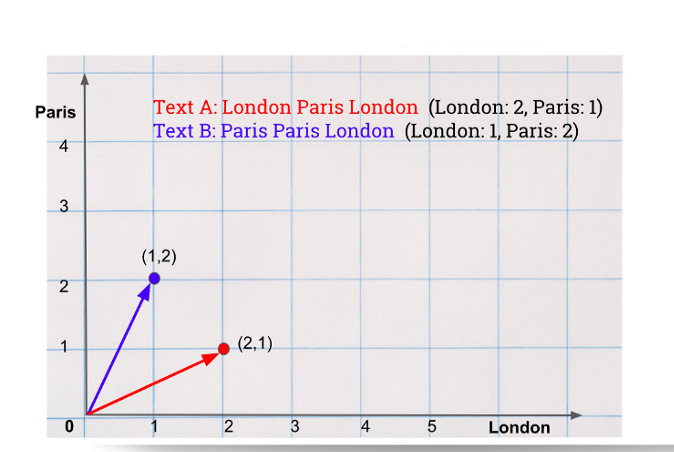 Paris
Text A: London Paris London (London: 2, Paris: 1)
Text B: Paris Paris London (London: 1, Paris: 2)
4
3
(1,2)
2
1
(2,1)
0 1 2 3 4 5 London